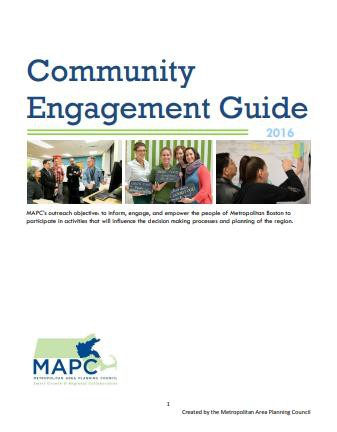 Community
Engagement Guide
2016
MAPC's outreach objective: to inform, engage, and empower the people of Metropolitan Boston to
participate in activities that will influence the decision making processes and planning of the region.
MAPC
METROPOLITAN AREA PLANNING COUNCIL
Smart Growth & Regional Collaboration
1
Created by the Metropolitan Area Planning Council